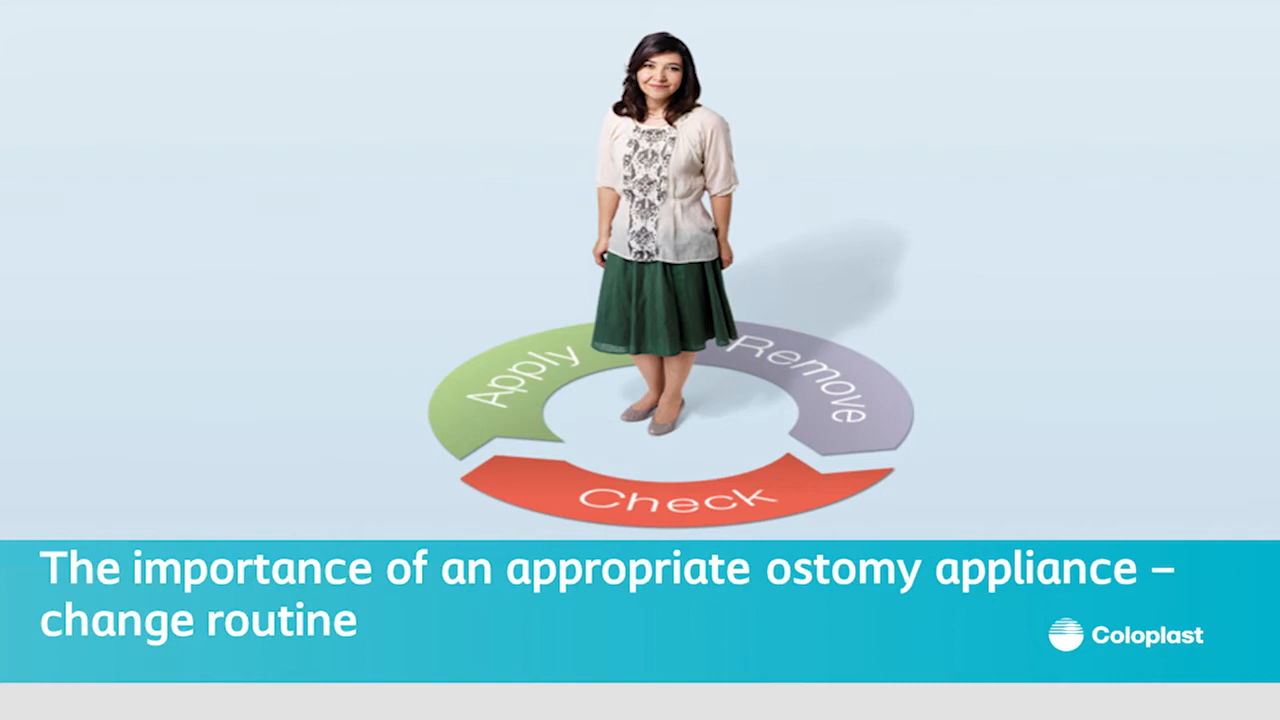 Apply
Remove
Check
The importance of an appropriate ostomy appliance –
change routine
Coloplast